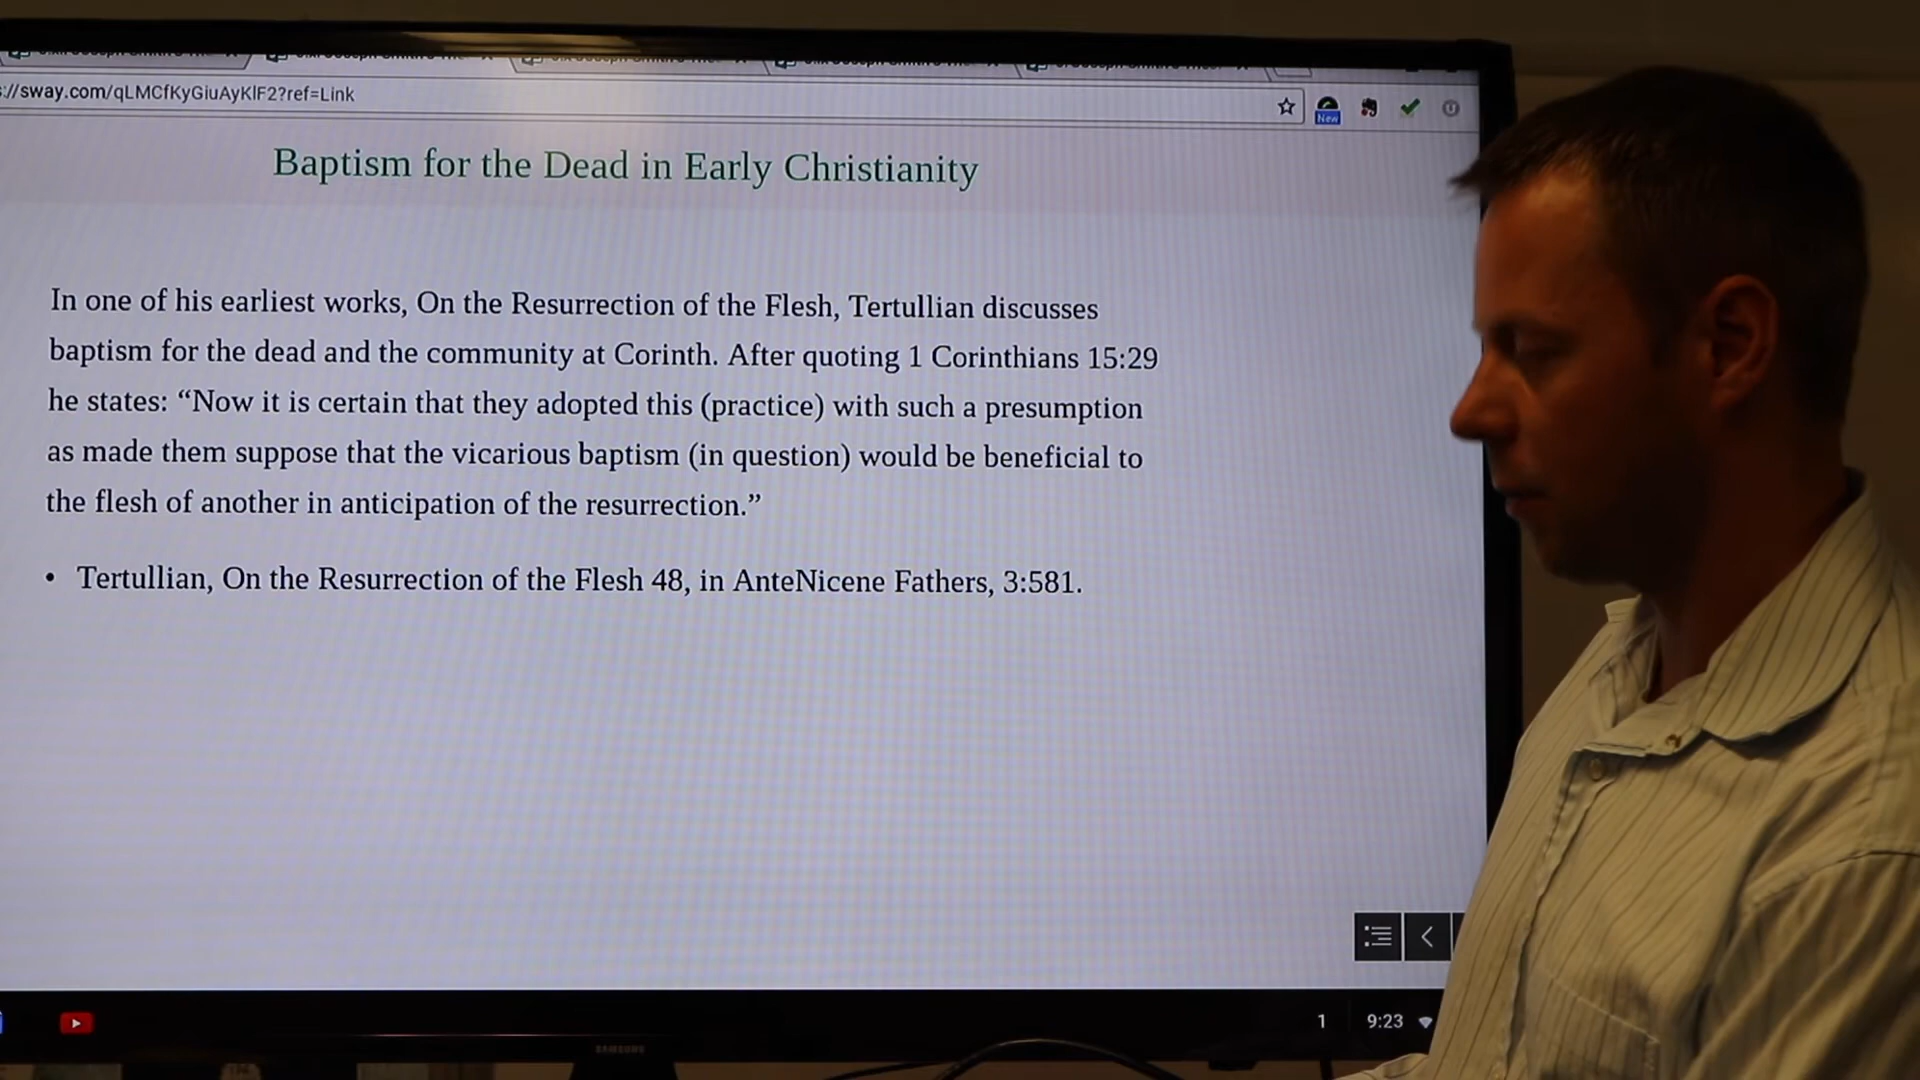 ://sway.com/qLMCfKyGiuAyKlF2?ref=Link
New
Baptism for the Dead in Early Christianity
In one of his earliest works, On the Resurrection of the Flesh, Tertullian discusses
baptism for the dead and the community at Corinth. After quoting 1 Corinthians 15:29
he states: “Now it is certain that they adopted this (practice) with such a presumption
as made them suppose that the vicarious baptism (in question) would be beneficial to
the flesh of another in anticipation of the resurrection.”
• Tertullian, On the Resurrection of the Flesh 48, in AnteNicene Fathers, 3:581.
1 9:23
SAMSUNG